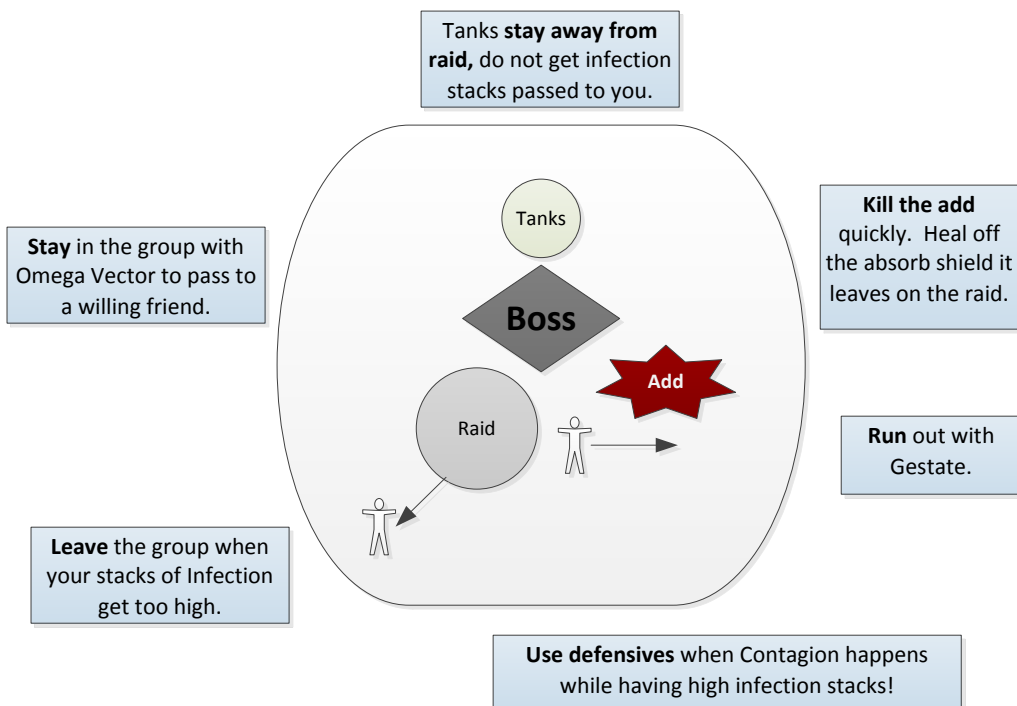 Tanks stay away from
raid, do not get infection
stacks passed to you.
Tanks
Kill the add
quickly.  Heal off
the absorb shield it
leaves on the raid.
Stay in the group with
Omega Vector to pass to
a willing friend.
Boss
Add
Raid
Run out with
Gestate.
Leave the group when
your stacks of Infection
get too high.
Use defensives when Contagion happens
while having high infection stacks!